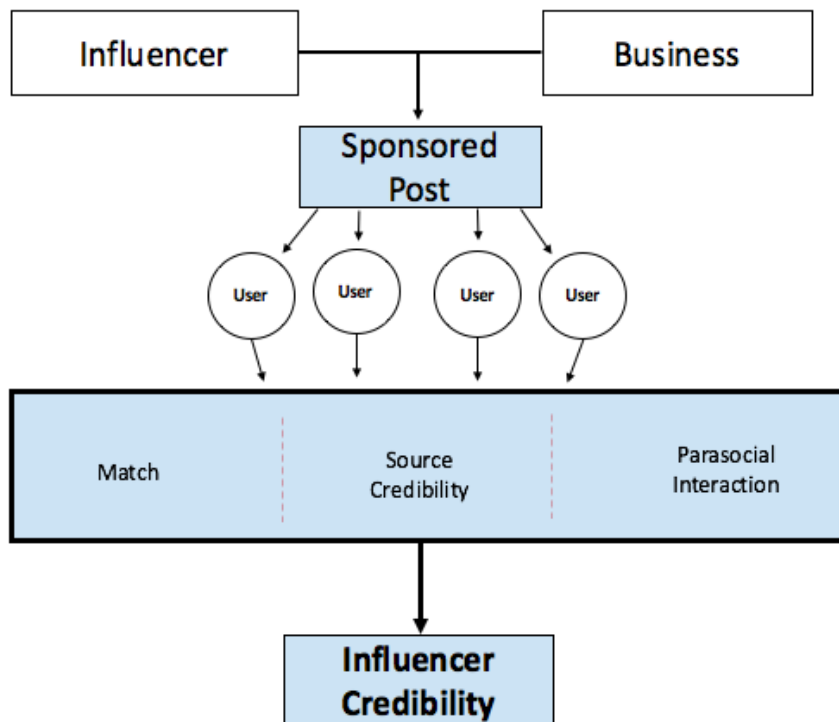 Influencer
Business
Sponsored
Post
User
User
User
User
Match
Source
Credibility
Parasocial
Interaction
Influencer
Credibility